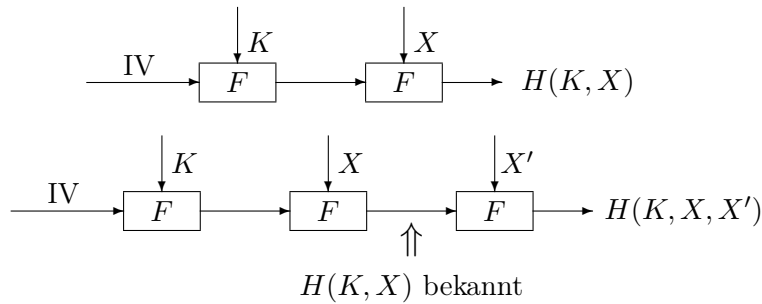 K X
IV F F H(K, X)
K X X′
IV F F F H(K, X, X′)
⇑
H(K, X) bekannt